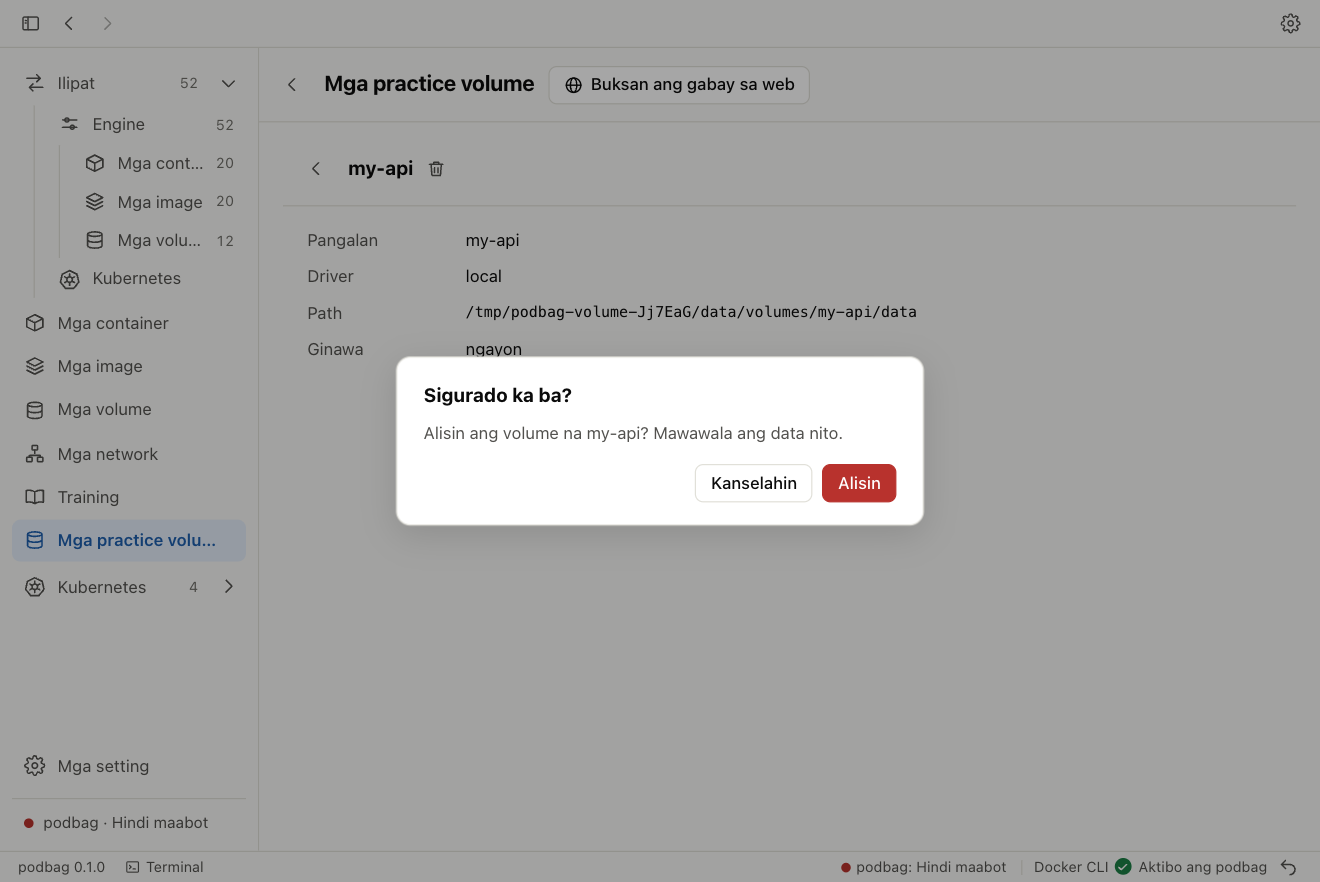 Ilipat 52
Engine 52
Mga cont... 20
Mga image 20
Mga volu... 12
Kubernetes
Mga container
Mga image
Mga volume
Mga network
Training
Mga practice volu...
Kubernetes 4
Mga setting
podbag · Hindi maabot
Mga practice volume
Buksan ang gabay sa web
my-api
Pangalan my-api
Driver local
Path /tmp/podbag-volume-Jj7EaG/data/volumes/my-api/data
Ginawa ngayon
Sigurado ka ba?
Alisin ang volume na my-api? Mawawala ang data nito.
Kanselahin Alisin
podbag 0.1.0 Terminal podbag: Hindi maabot Docker CLI Aktibo ang podbag